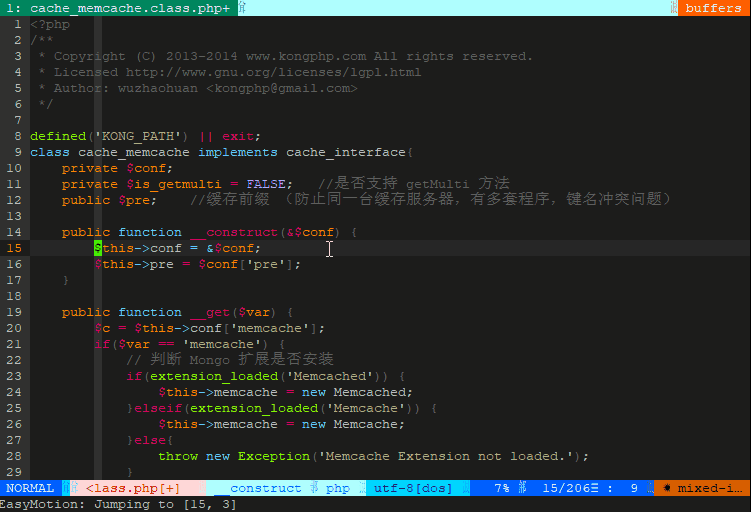 1: cache_memcache.class.php+ buffers
1 <?php
2 /**
3  * Copyright (C) 2013-2014 www.kongphp.com All rights reserved.
4  * Licensed http://www.gnu.org/licenses/lgpl.html
5  * Author: wuzhaohuan <kongphp@gmail.com>
6  */
7
8 defined('KONG_PATH') || exit;
9 class cache_memcache implements cache_interface{
10     private $conf;
11     private $is_getmulti = FALSE;   //是否支持 getMulti 方法
12     public $pre;    //缓存前缀 （防止同一台缓存服务器，有多套程序，键名冲突问题）
13
14     public function __construct(&$conf) {
15         $this->conf = &$conf;
16         $this->pre = $conf['pre'];
17     }
18
19     public function __get($var) {
20         $c = $this->conf['memcache'];
21         if($var == 'memcache') {
22             // 判断 Mongo 扩展是否安装
23             if(extension_loaded('Memcached')) {
24                 $this->memcache = new Memcached;
25             }elseif(extension_loaded('Memcache')) {
26                 $this->memcache = new Memcache;
27             }else{
28                 throw new Exception('Memcache Extension not loaded.');
29             }
NORMAL <lass.php[+] __construct php utf-8[dos] 7% 15/206☰ : 9 ✹ mixed-i…
EasyMotion: Jumping to [15, 3]